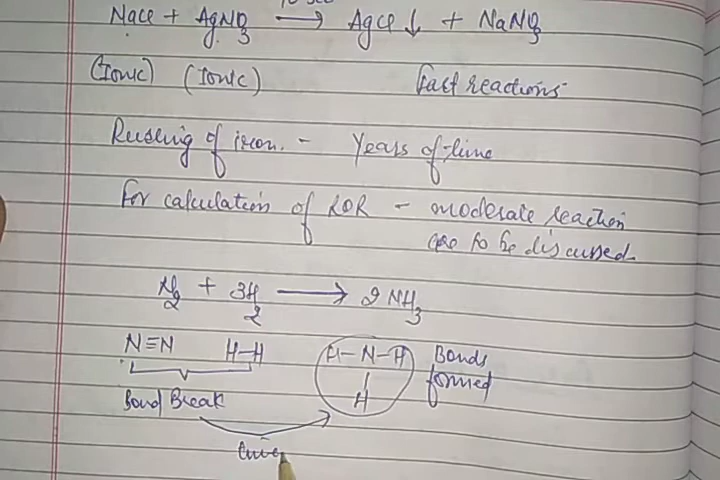 NaCl + AgNO3 ⟶ AgCl ↓ + NaNO3
(Ionic) (Ionic) Fast reactions
Rusting of iron. - Years of time
For calculation of ROR - moderate reaction
are to be discussed
N2 + 3H2 ⟶ 2NH3
N≡N H-H H-N-H Bonds
formed
H
Bond Break
time